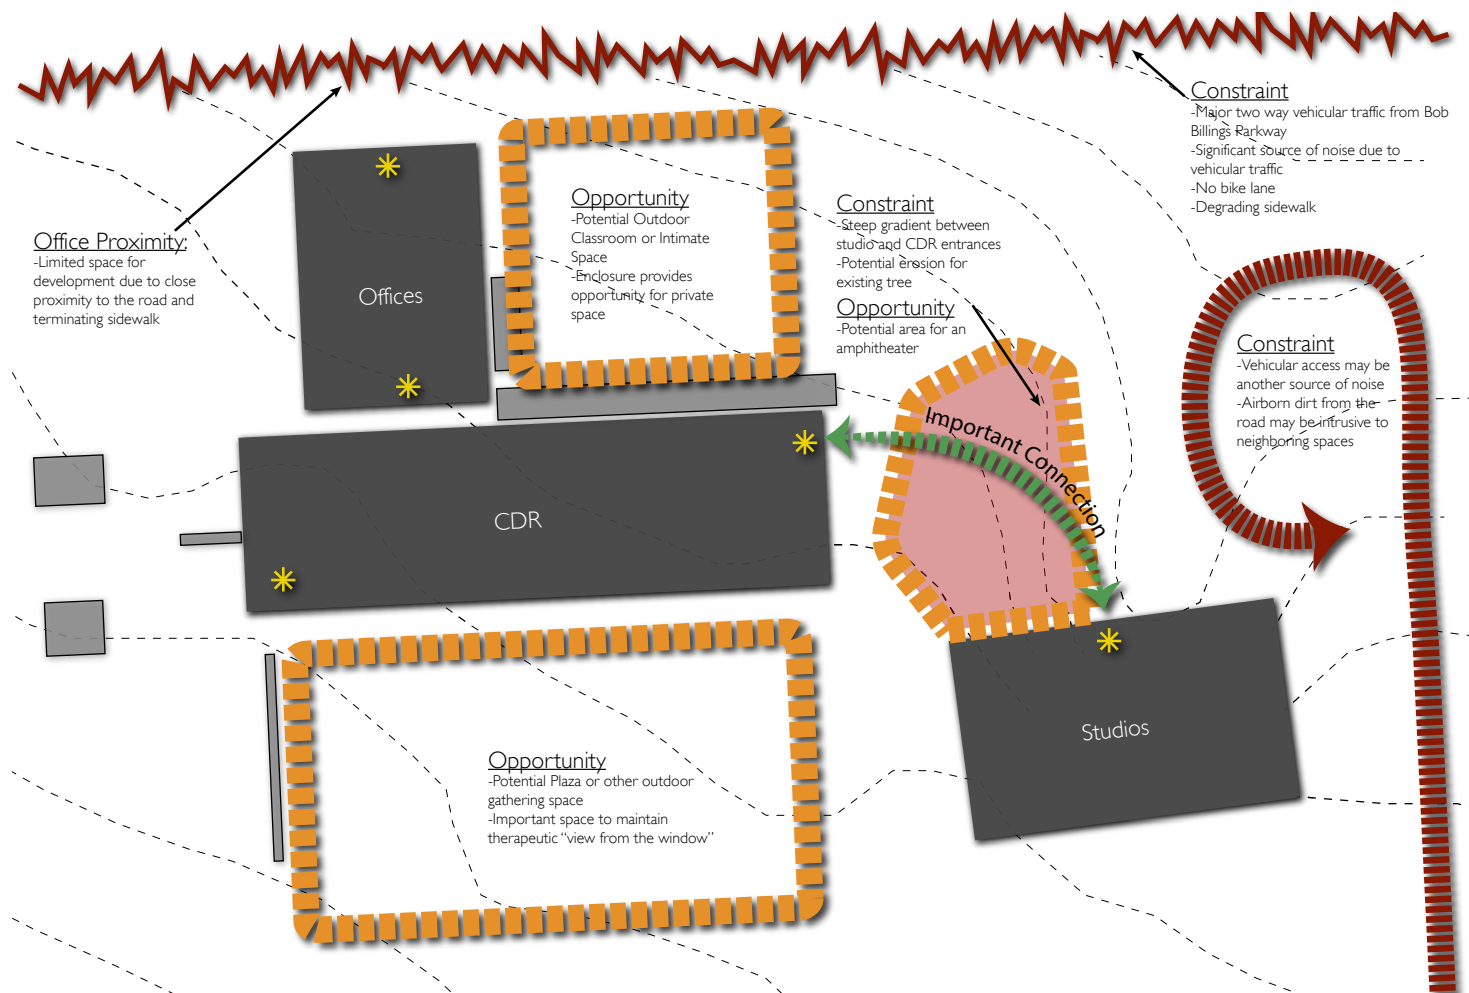 Constraint
-Major two way vehicular traffic from Bob
Billings Parkway
-Significant source of noise due to
vehicular traffic
-No bike lane
-Degrading sidewalk
Office Proximity:
-Limited space for
development due to close
proximity to the road and
terminating sidewalk
Offices
Opportunity
-Potential Outdoor
Classroom or Intimate
Space
-Enclosure provides
opportunity for private
space
Constraint
-Steep gradient between
studio and CDR entrances
-Potential erosion for
existing tree
Opportunity
-Potential area for an
amphitheater
Constraint
-Vehicular access may be
another source of noise
-Airborn dirt from the
road may be intrusive to
neighboring spaces
Important Connection
CDR
Studios
Opportunity
-Potential Plaza or other outdoor
gathering space
-Important space to maintain
therapeutic “view from the window”